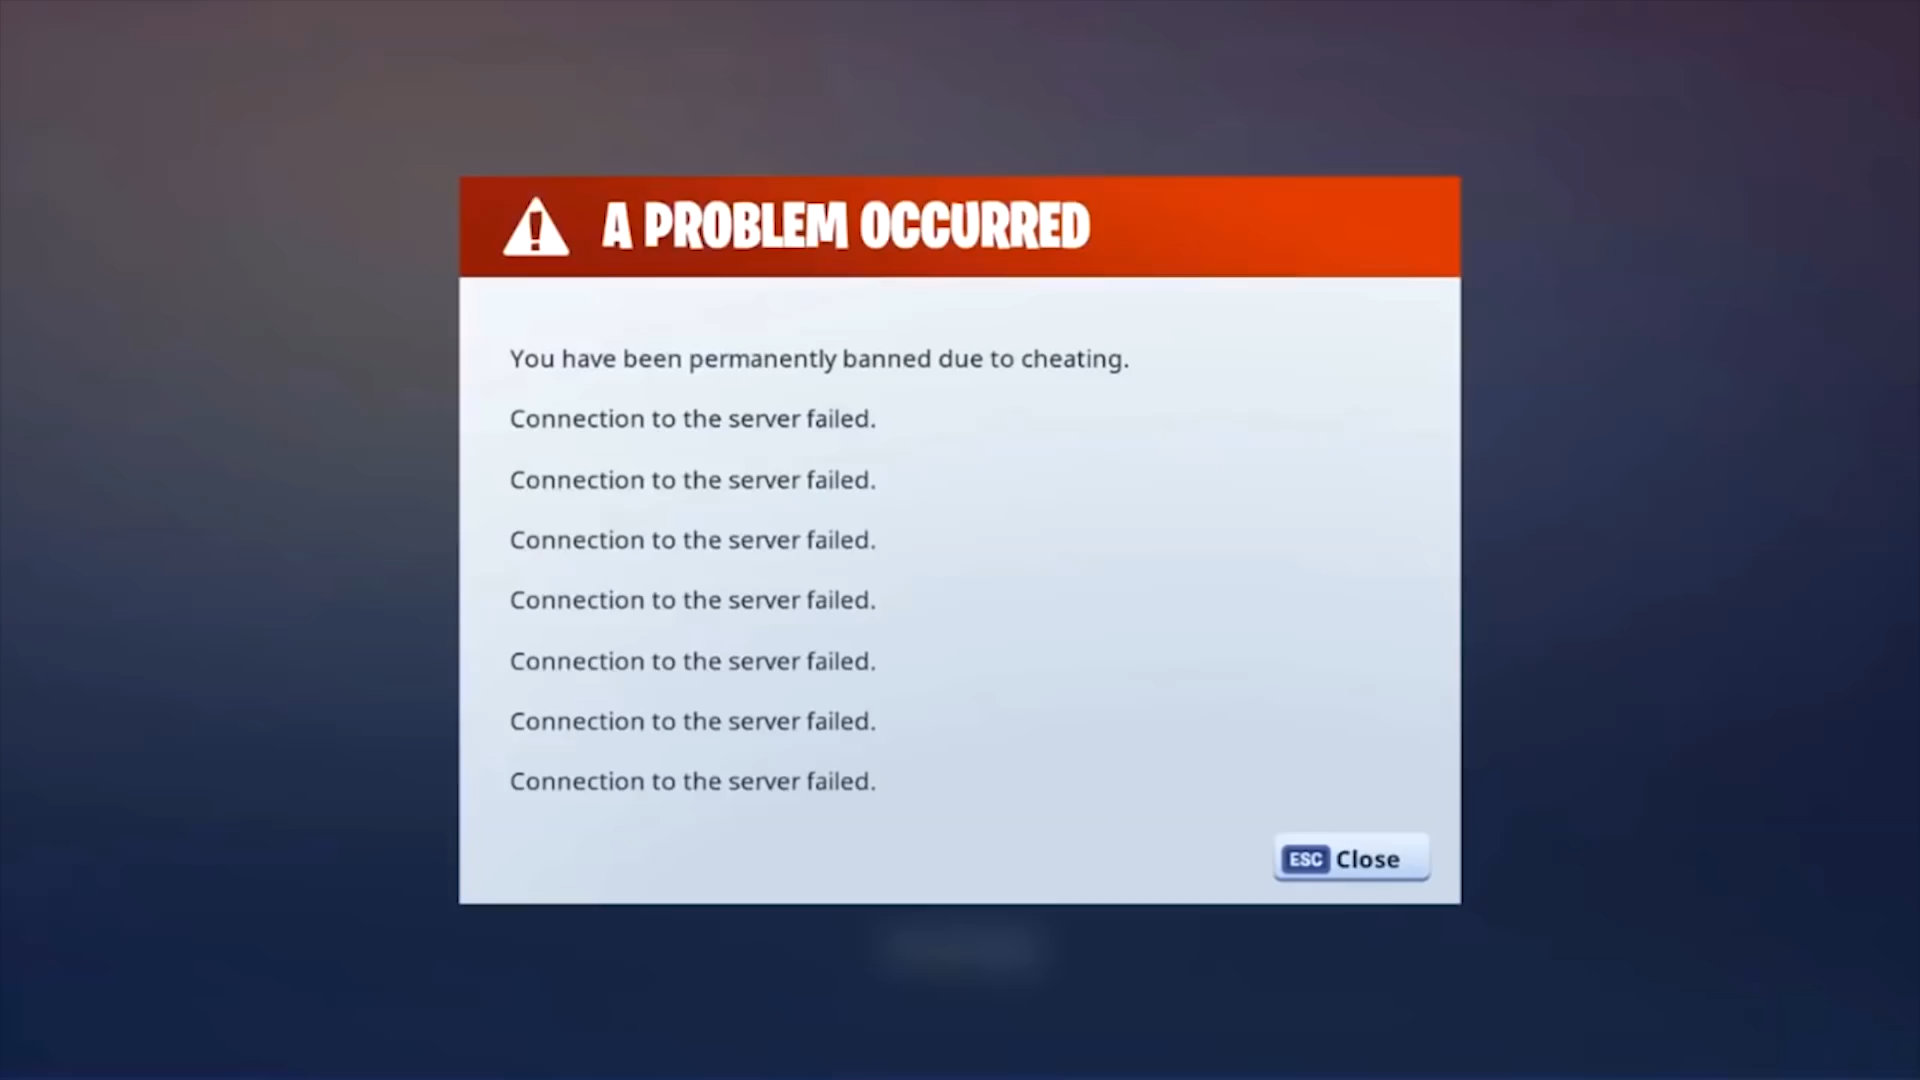 A PROBLEM OCCURRED
You have been permanently banned due to cheating.
Connection to the server failed.
Connection to the server failed.
Connection to the server failed.
Connection to the server failed.
Connection to the server failed.
Connection to the server failed.
Connection to the server failed.
ESC Close